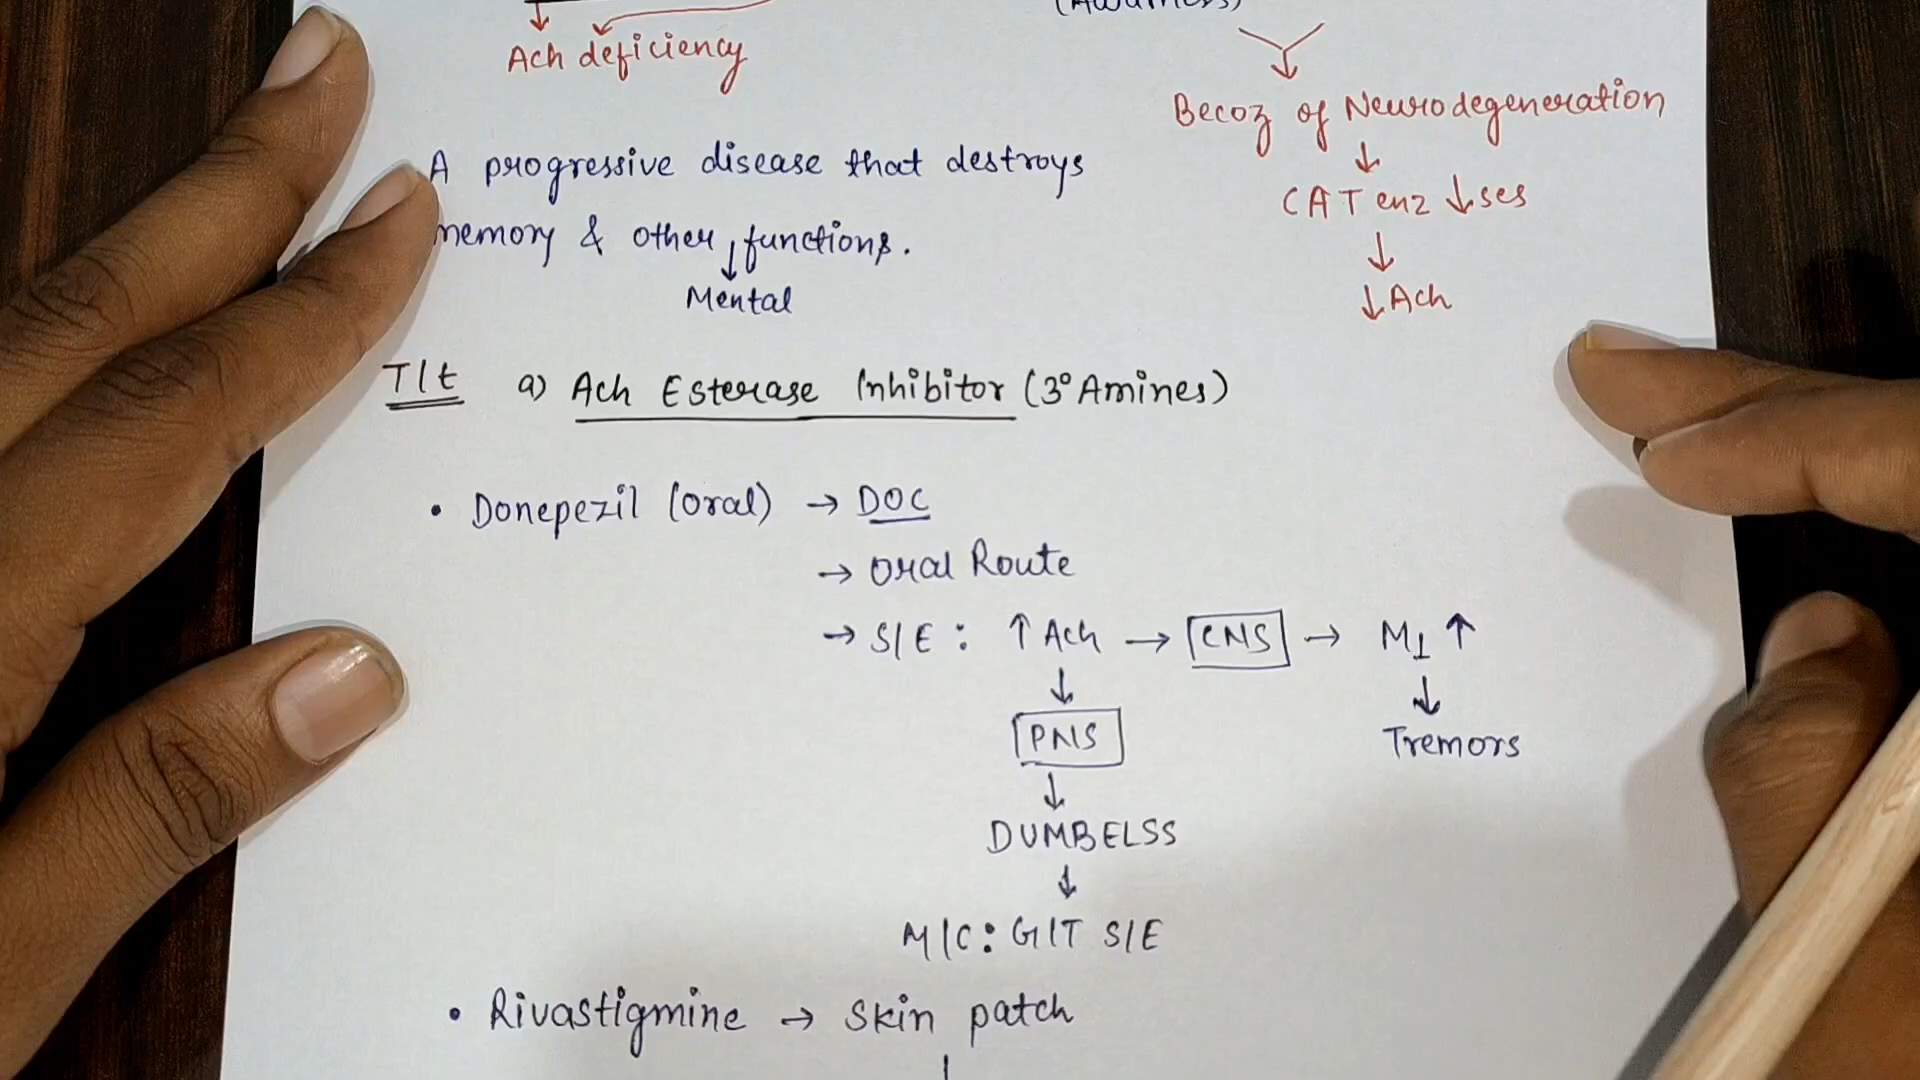 (Awarness)
Ach deficiency
Becoz of Neurodegeneration
↓
CAT enz ↓ses
↓
↓Ach
A progressive disease that destroys
memory & other functions.
↓
Mental
T/t a) Ach Esterase Inhibitor (3° Amines)
• Donepezil (oral) → DOC
→ Oral Route
→ S/E : ↑ Ach → CNS → M1 ↑
↓
Tremors
↓
PNS
↓
DUMBELSS
↓
M/C: GIT S/E
• Rivastigmine → Skin patch